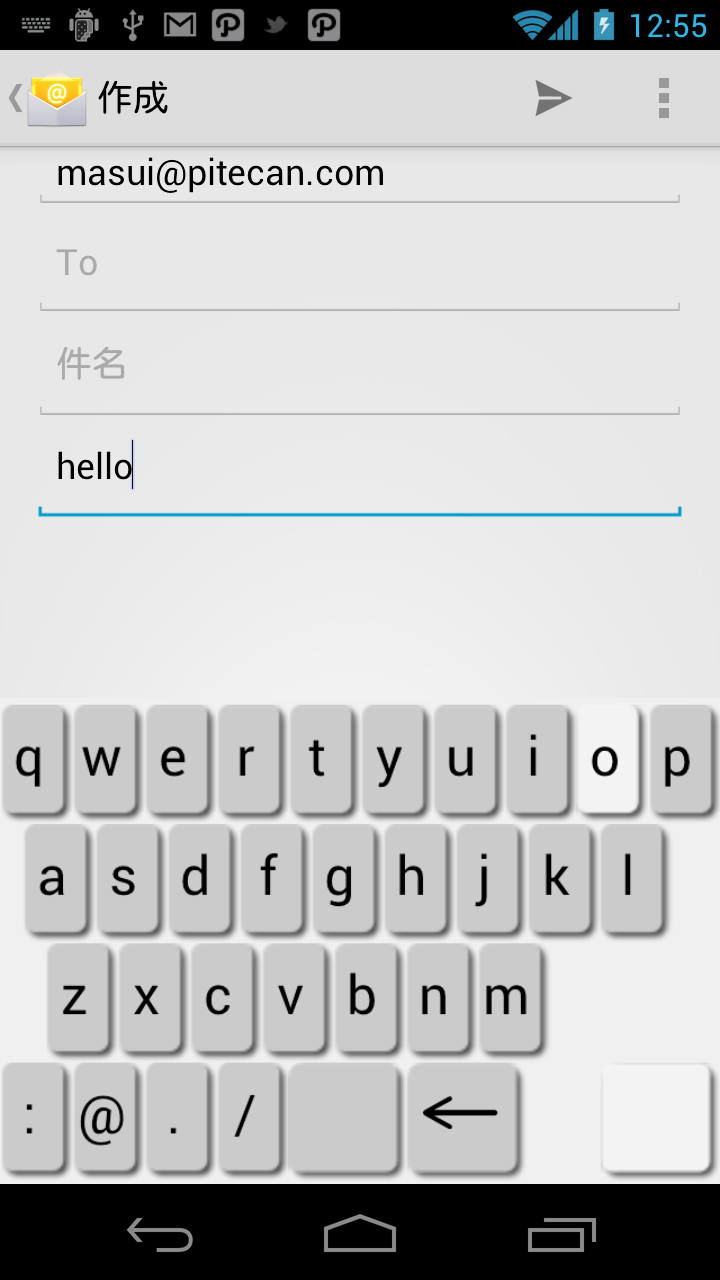 12:55
作成
masui@pitecan.com
To
件名
hello
q w e r t y u i o p
a s d f g h j k l
z x c v b n m
: @ . / ←